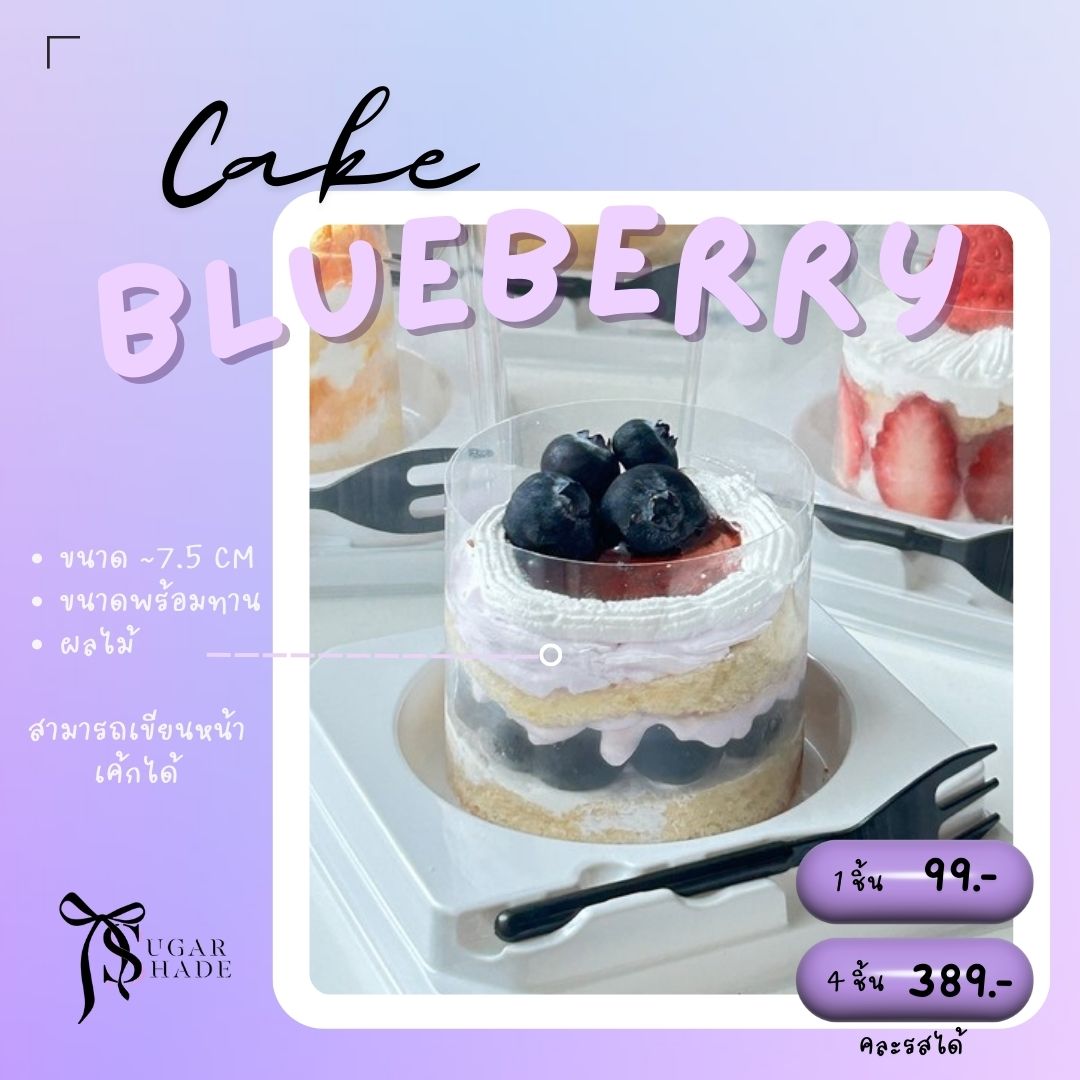 Cake
BLUEBERRY
• ขนาด ~7.5 CM
• ขนาดพร้อมทาน
• ผลไม้
สามารถเขียนหน้า
เค้กได้
SUGAR
SHADE
1 ชิ้น 99.-
4 ชิ้น 389.-
คละรสได้